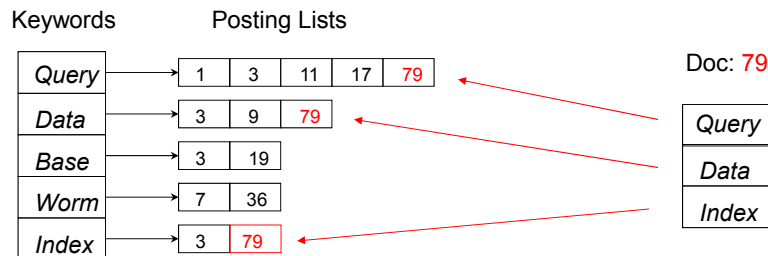 Keywords Posting Lists
Doc: 79
Query 1 3 11 17 79
Data 3 9 79
Base 3 19
Worm 7 36
Index 3 79
Query
Data
Index